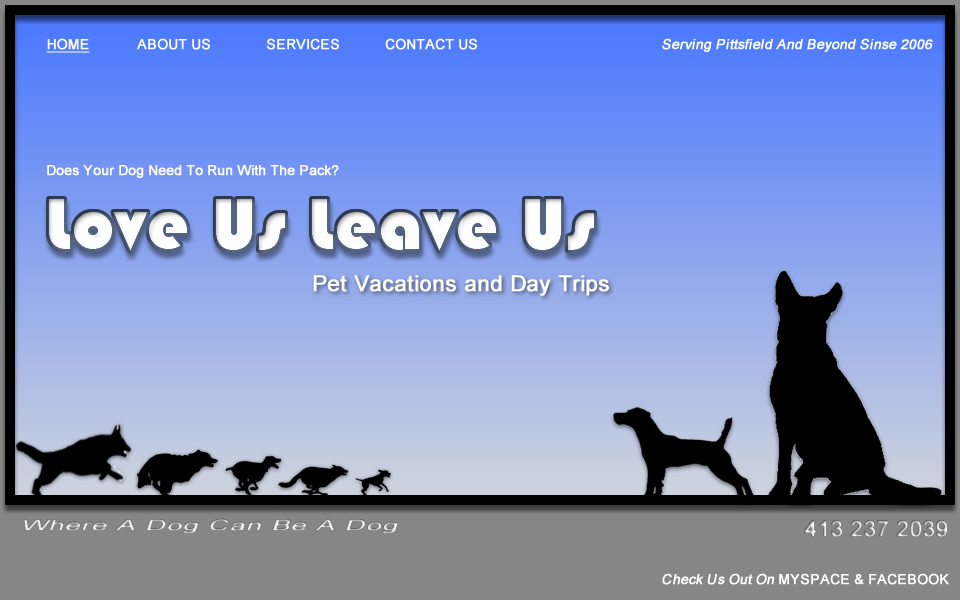 HOME ABOUT US SERVICES CONTACT US Serving Pittsfield And Beyond Sinse 2006
Does Your Dog Need To Run With The Pack?
Love Us Leave Us
Pet Vacations and Day Trips
Where A Dog Can Be A Dog 413 237 2039
Check Us Out On MYSPACE & FACEBOOK